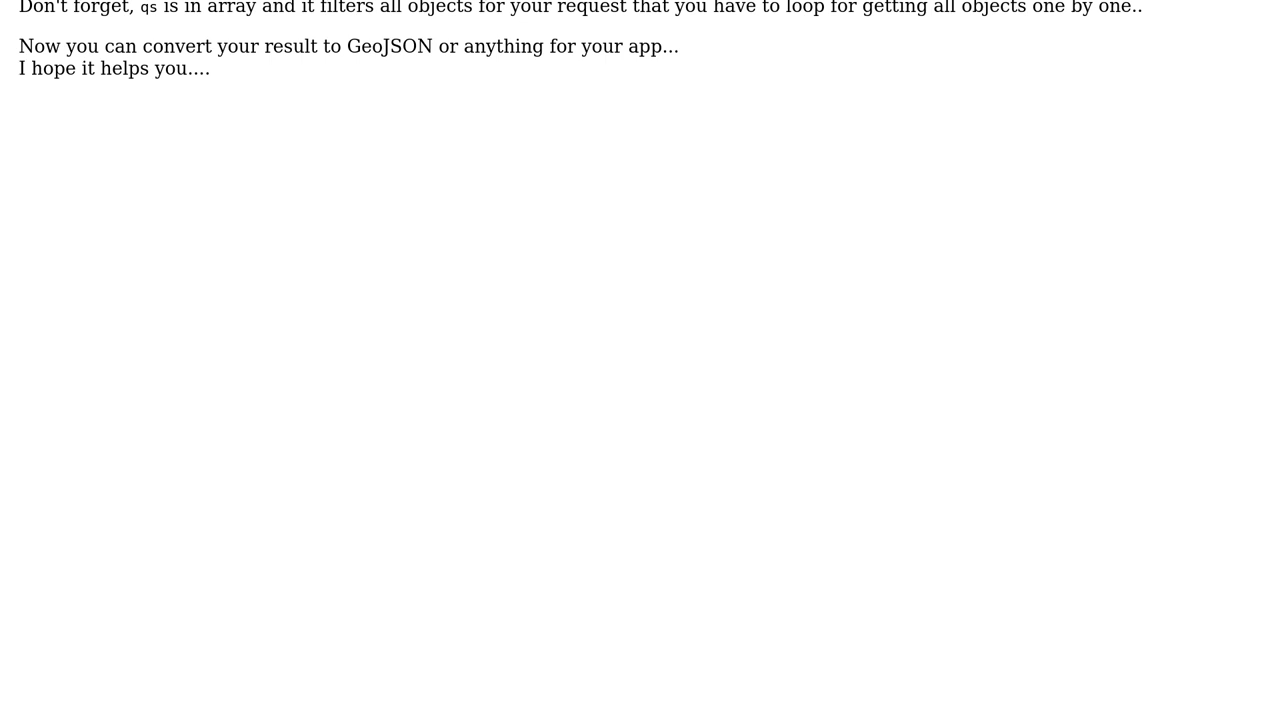 Don't forget, qs is in array and it filters all objects for your request that you have to loop for getting all objects one by one..
Now you can convert your result to GeoJSON or anything for your app...
I hope it helps you....